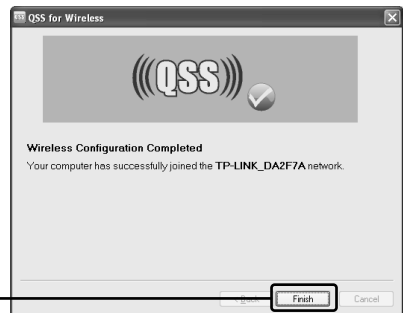 QSS for Wireless
(((QSS)))
Wireless Configuration Completed
Your computer has successfully joined the TP-LINK_DA2F7A network.
< Back Finish Cancel